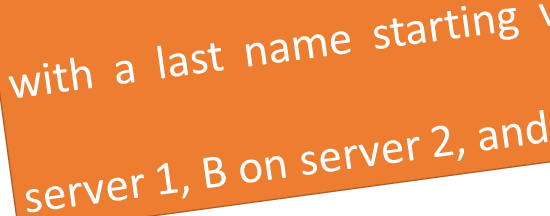 with a last name starting
server 1, B on server 2, and